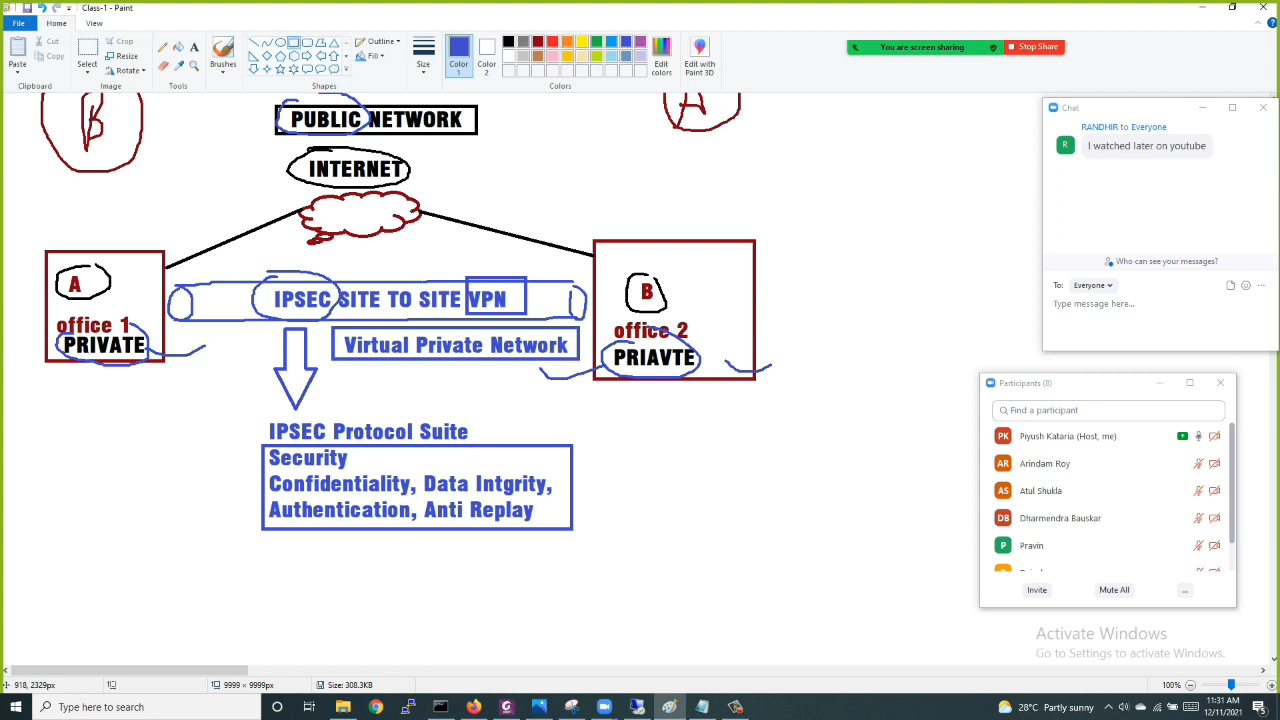 Class-1 - Paint
File Home View
Paste
Cut
Copy
Clipboard
Select
Crop
Resize
Rotate
Image
Tools
Brushes
Shapes
Outline
Fill
Size
Color 1
Color 2
Edit colors
Edit with Paint 3D
Colors
You are screen sharing
Stop Share
B
A
PUBLIC NETWORK
INTERNET
A
office 1
PRIVATE
IPSEC SITE TO SITE VPN
Virtual Private Network
B
office 2
PRIAVTE
IPSEC Protocol Suite
Security
Confidentiality, Data Intgrity,
Authentication, Anti Replay
Chat
RANDHIR to Everyone
R
I watched later on youtube
Who can see your messages?
To: Everyone
Type message here...
Participants (8)
Find a participant
PK Piyush Kataria (Host, me)
AR Arindam Roy
AS Atul Shukla
DB Dharmendra Bauskar
P Pravin
Invite Mute All ...
Activate Windows
Go to Settings to activate Windows.
918, 2329px
9999 × 9999px
Size: 308.3KB
100%
Type here to search
28°C Partly sunny
11:31 AM
12/11/2021
5